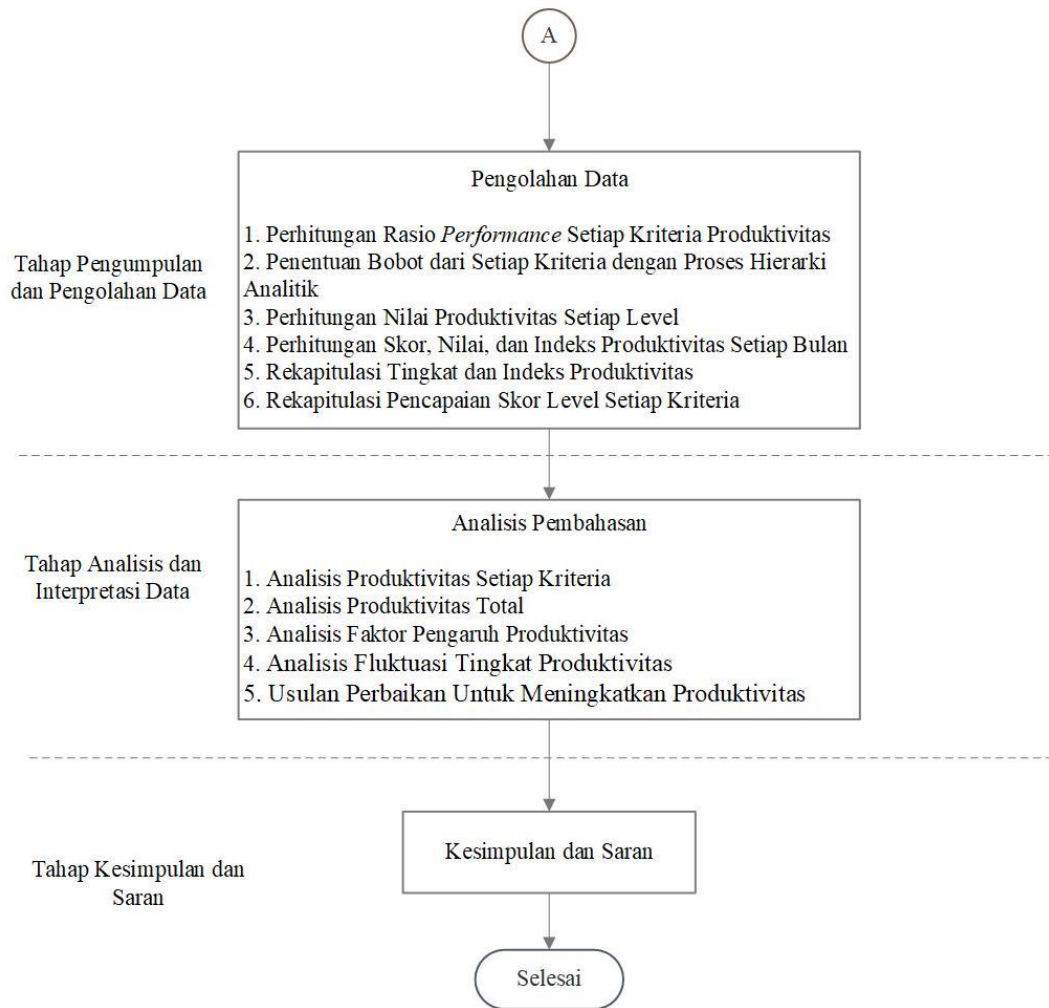 A
Tahap Pengumpulan
dan Pengolahan Data
Pengolahan Data
1. Perhitungan Rasio Performance Setiap Kriteria Produktivitas
2. Penentuan Bobot dari Setiap Kriteria dengan Proses Hierarki
Analitik
3. Perhitungan Nilai Produktivitas Setiap Level
4. Perhitungan Skor, Nilai, dan Indeks Produktivitas Setiap Bulan
5. Rekapitulasi Tingkat dan Indeks Produktivitas
6. Rekapitulasi Pencapaian Skor Level Setiap Kriteria
Tahap Analisis dan
Interpretasi Data
Analisis Pembahasan
1. Analisis Produktivitas Setiap Kriteria
2. Analisis Produktivitas Total
3. Analisis Faktor Pengaruh Produktivitas
4. Analisis Fluktuasi Tingkat Produktivitas
5. Usulan Perbaikan Untuk Meningkatkan Produktivitas
Tahap Kesimpulan dan
Saran
Kesimpulan dan Saran
Selesai